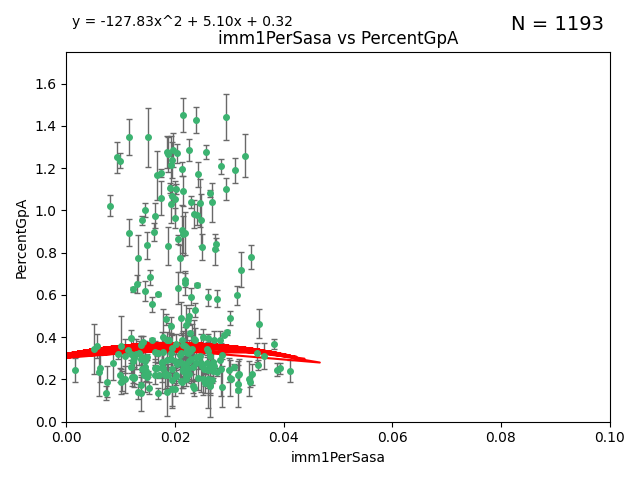 y = -127.83x^2 + 5.10x + 0.32
N = 1193
imm1PerSasa vs PercentGpA
PercentGpA
1.6
1.4
1.2
1.0
0.8
0.6
0.4
0.2
0.0
0.00 0.02 0.04 0.06 0.08 0.10
imm1PerSasa